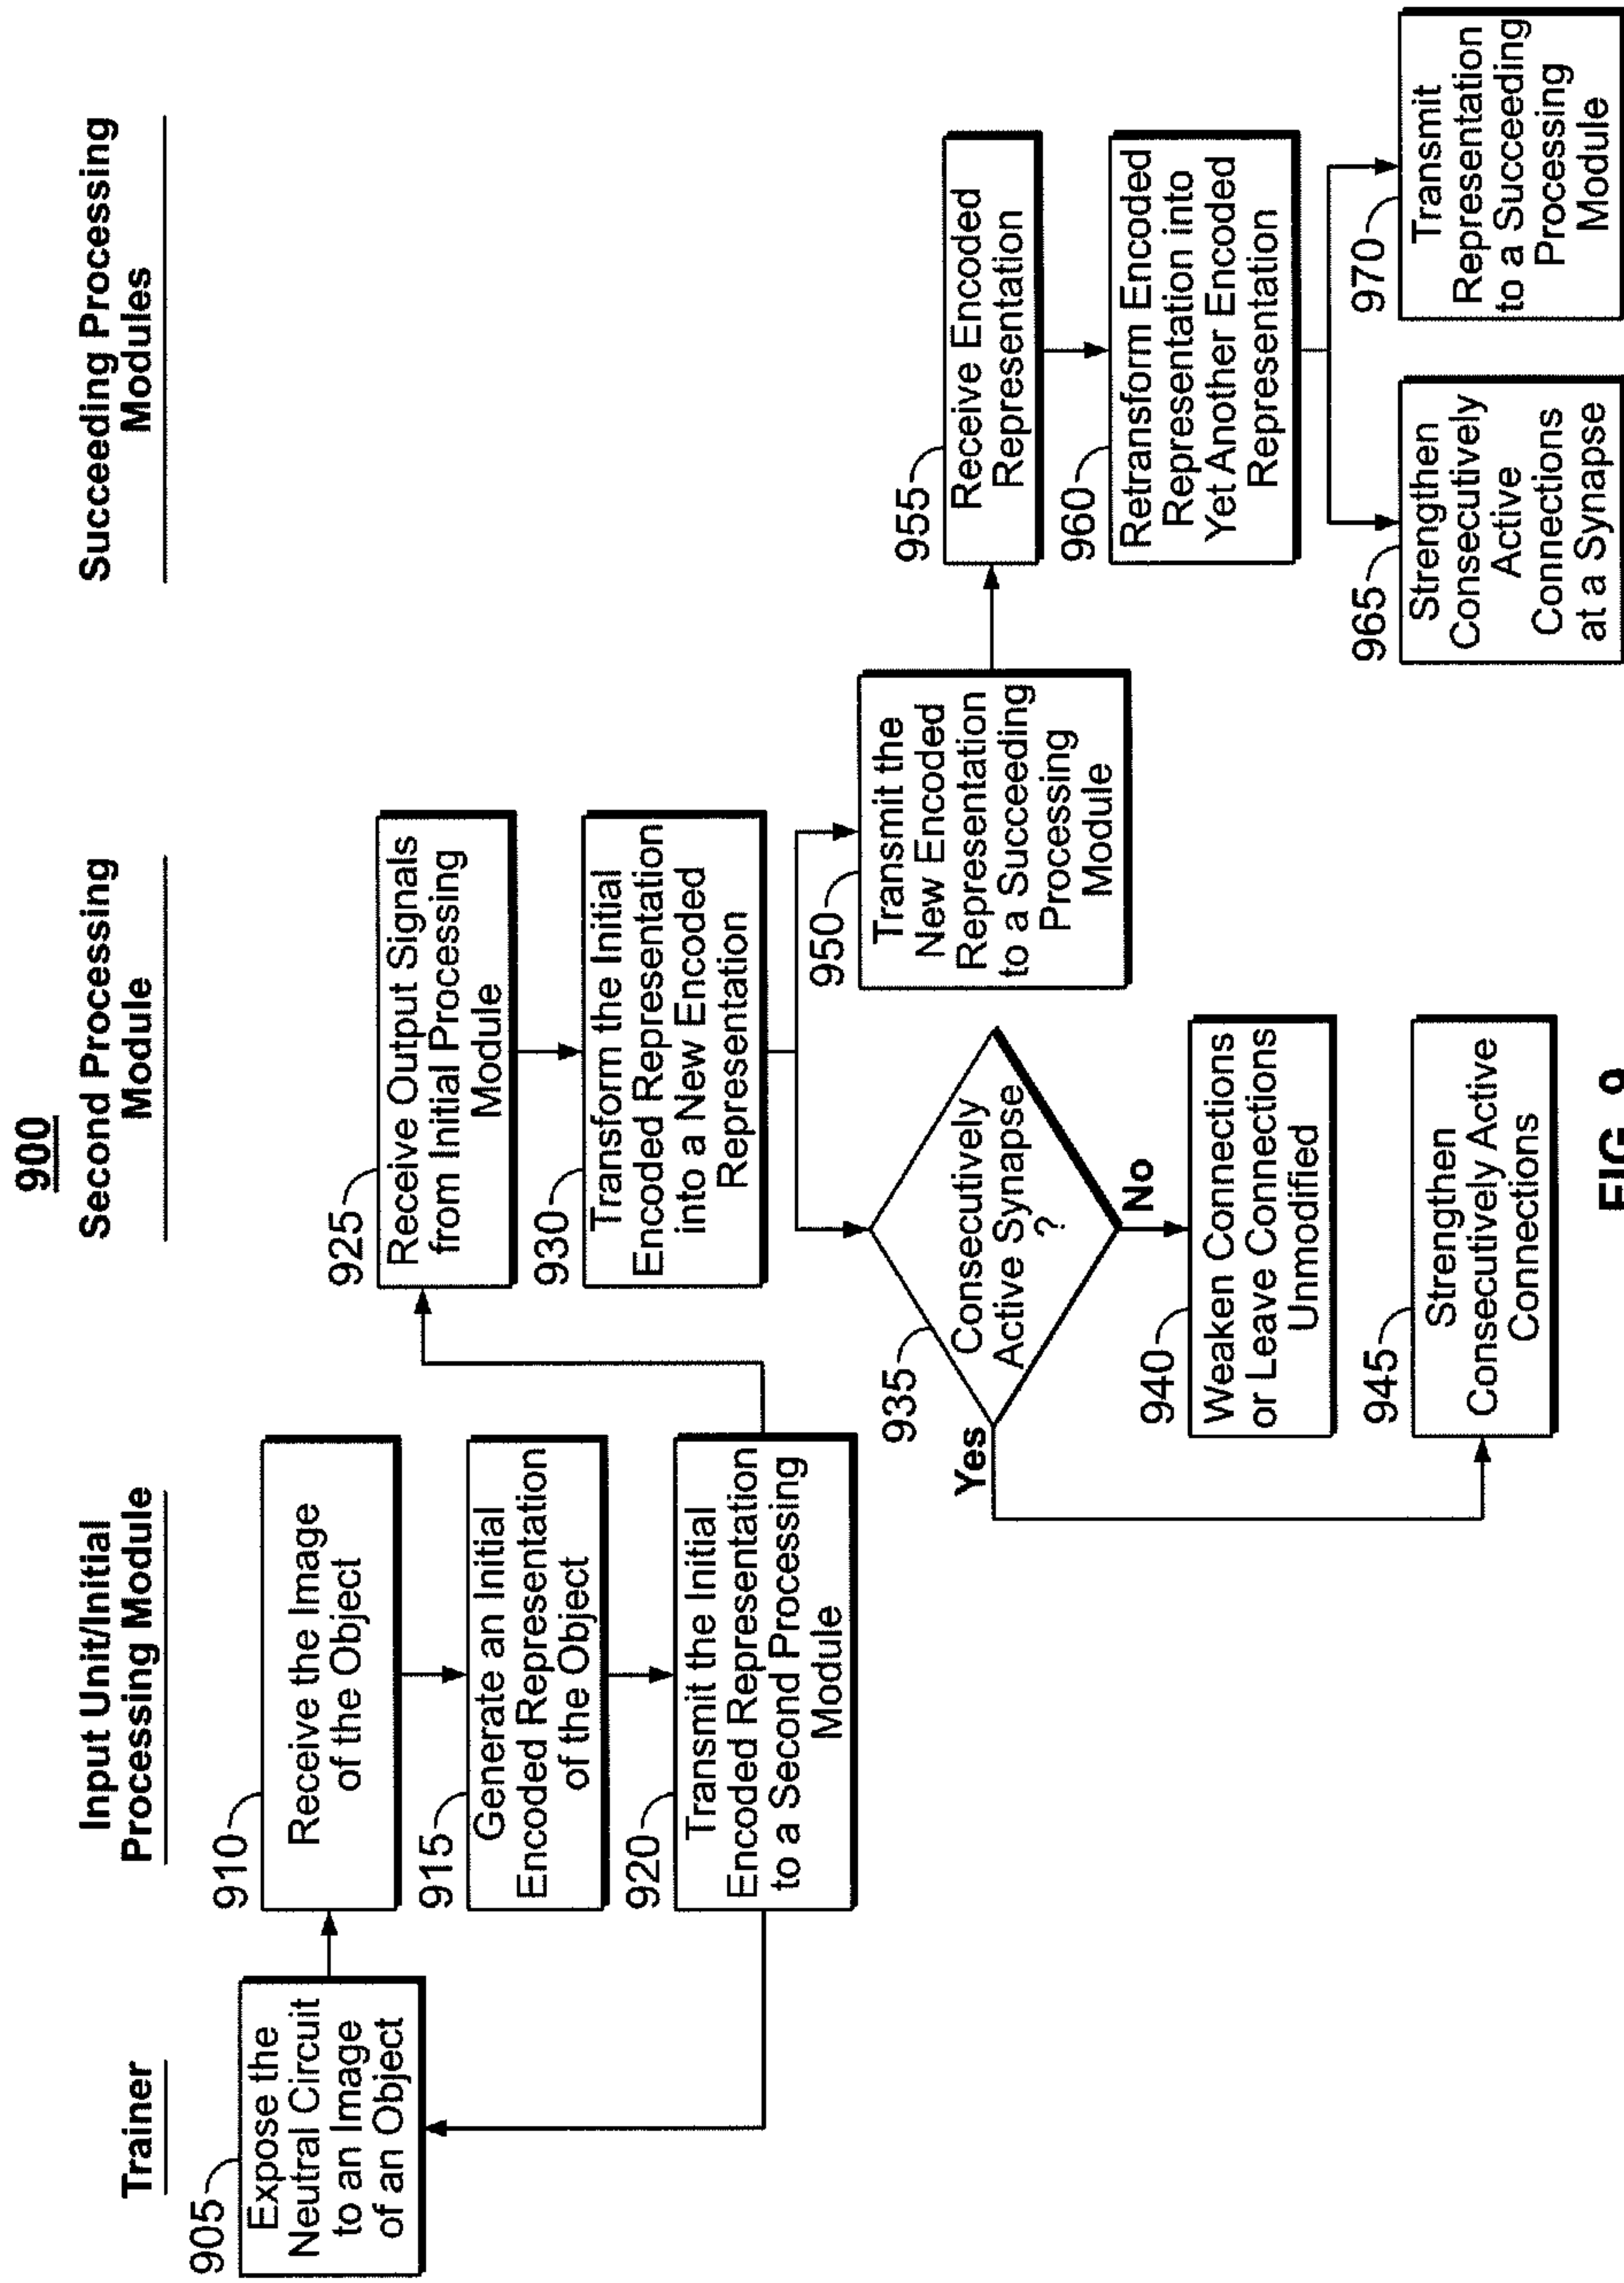 900
Trainer
Input Unit/Initial
Processing Module
Second Processing
Module
Succeeding Processing
Modules
905
Expose the
Neutral Circuit
to an Image
of an Object
910
Receive the Image
of the Object
915
Generate an Initial
Encoded Representation
of the Object
920
Transmit the Initial
Encoded Representation
to a Second Processing
Module
925
Receive Output Signals
from Initial Processing
Module
930
Transform the Initial
Encoded Representation
into a New Encoded
Representation
935
Consecutively
Active Synapse
?
Yes
No
940
Weaken Connections
or Leave Connections
Unmodified
945
Strengthen
Consecutively Active
Connections
950
Transmit the
New Encoded
Representation
to a Succeeding
Processing
Module
955
Receive Encoded
Representation
960
Retransform Encoded
Representation into
Yet Another Encoded
Representation
965
Strengthen
Consecutively
Active
Connections
at a Synapse
970
Transmit
Representation
to a Succeeding
Processing
Module
FIG. 9